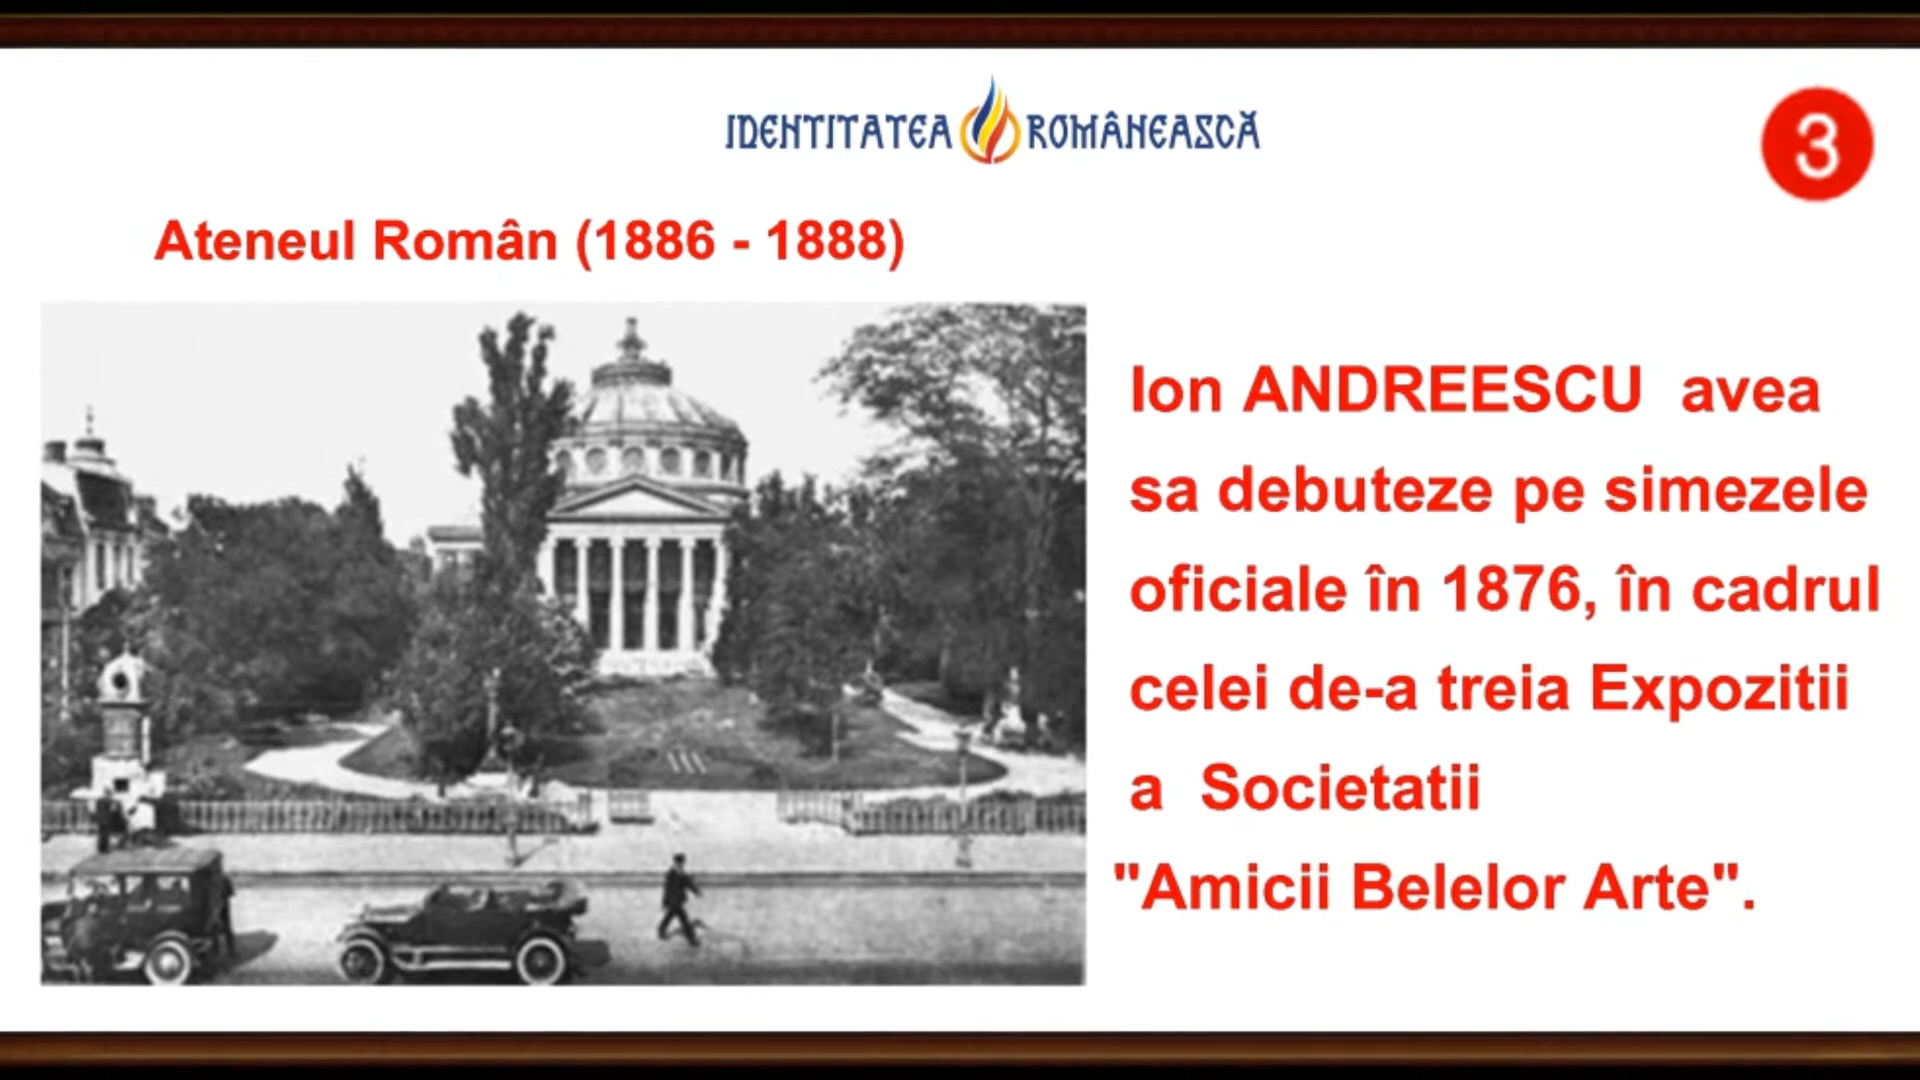 IDENTITATEA ROMÂNEASCĂ
3
Ateneul Român (1886 - 1888)
Ion ANDREESCU avea
sa debuteze pe simezele
oficiale în 1876, în cadrul
celei de-a treia Expozitii
a Societatii
"Amicii Belelor Arte".